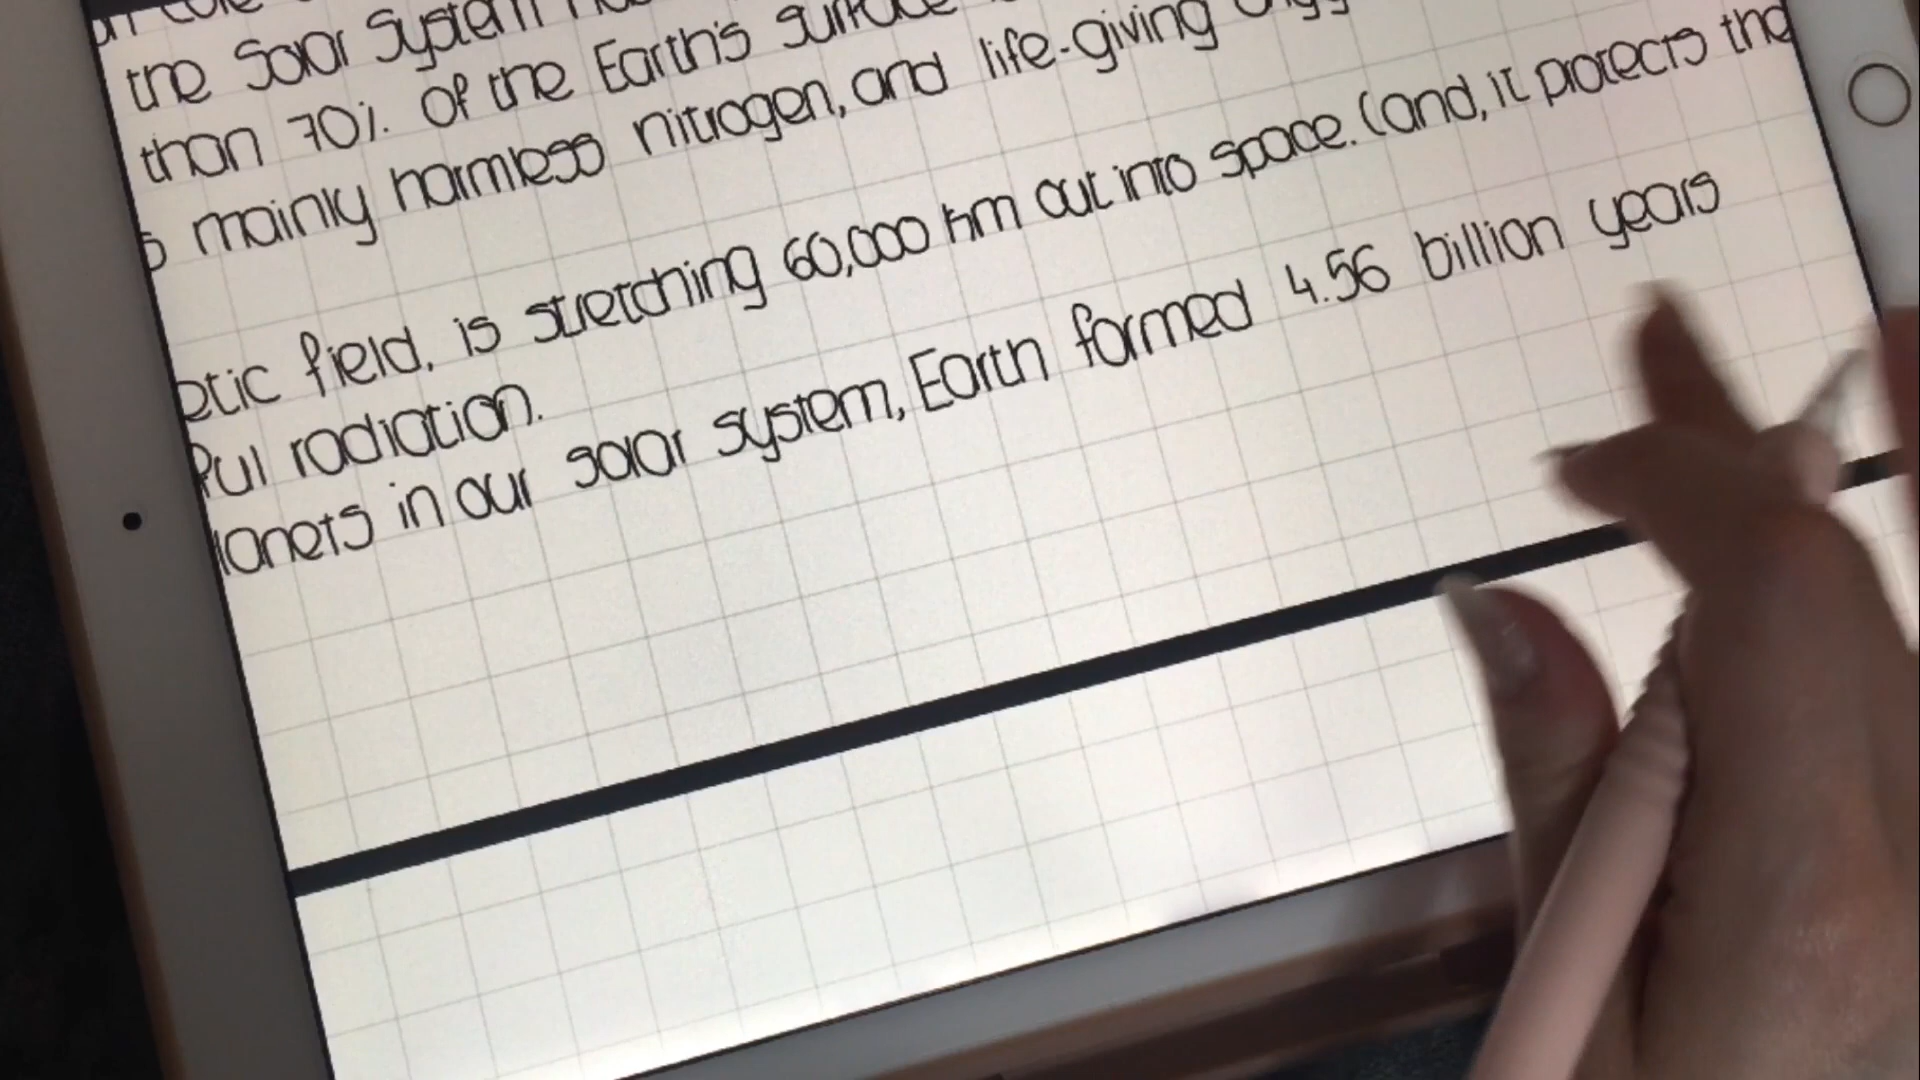 the Solar System
than 70%. Of the Earth's surface
mainly harmless nitrogen, and life-giving
etic field, is stretching 60,000 km out into space. (and, it protects the
ful radiation.
lanets in our solar system, Earth formed 4.56 billion years